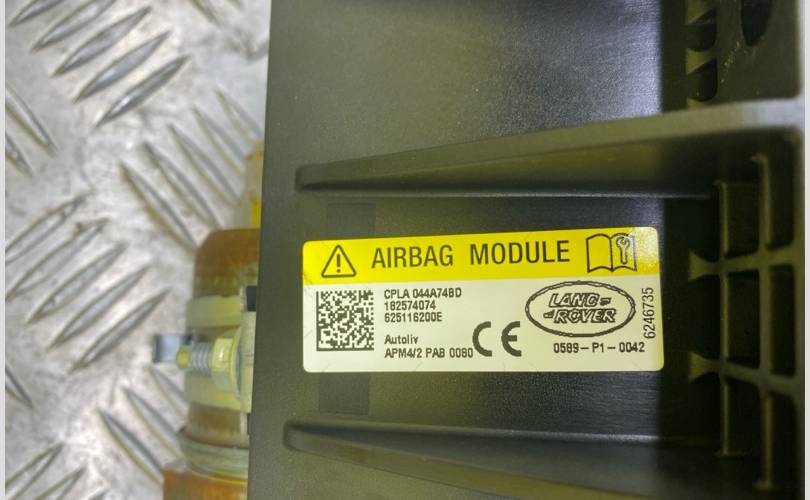 AIRBAG MODULE
CPLA 044A74BD
182574074
625116200E
Autoliv
APM4/2 PAB 0080
CE
LAND-
-ROVER
0589-P1-0042
6246735